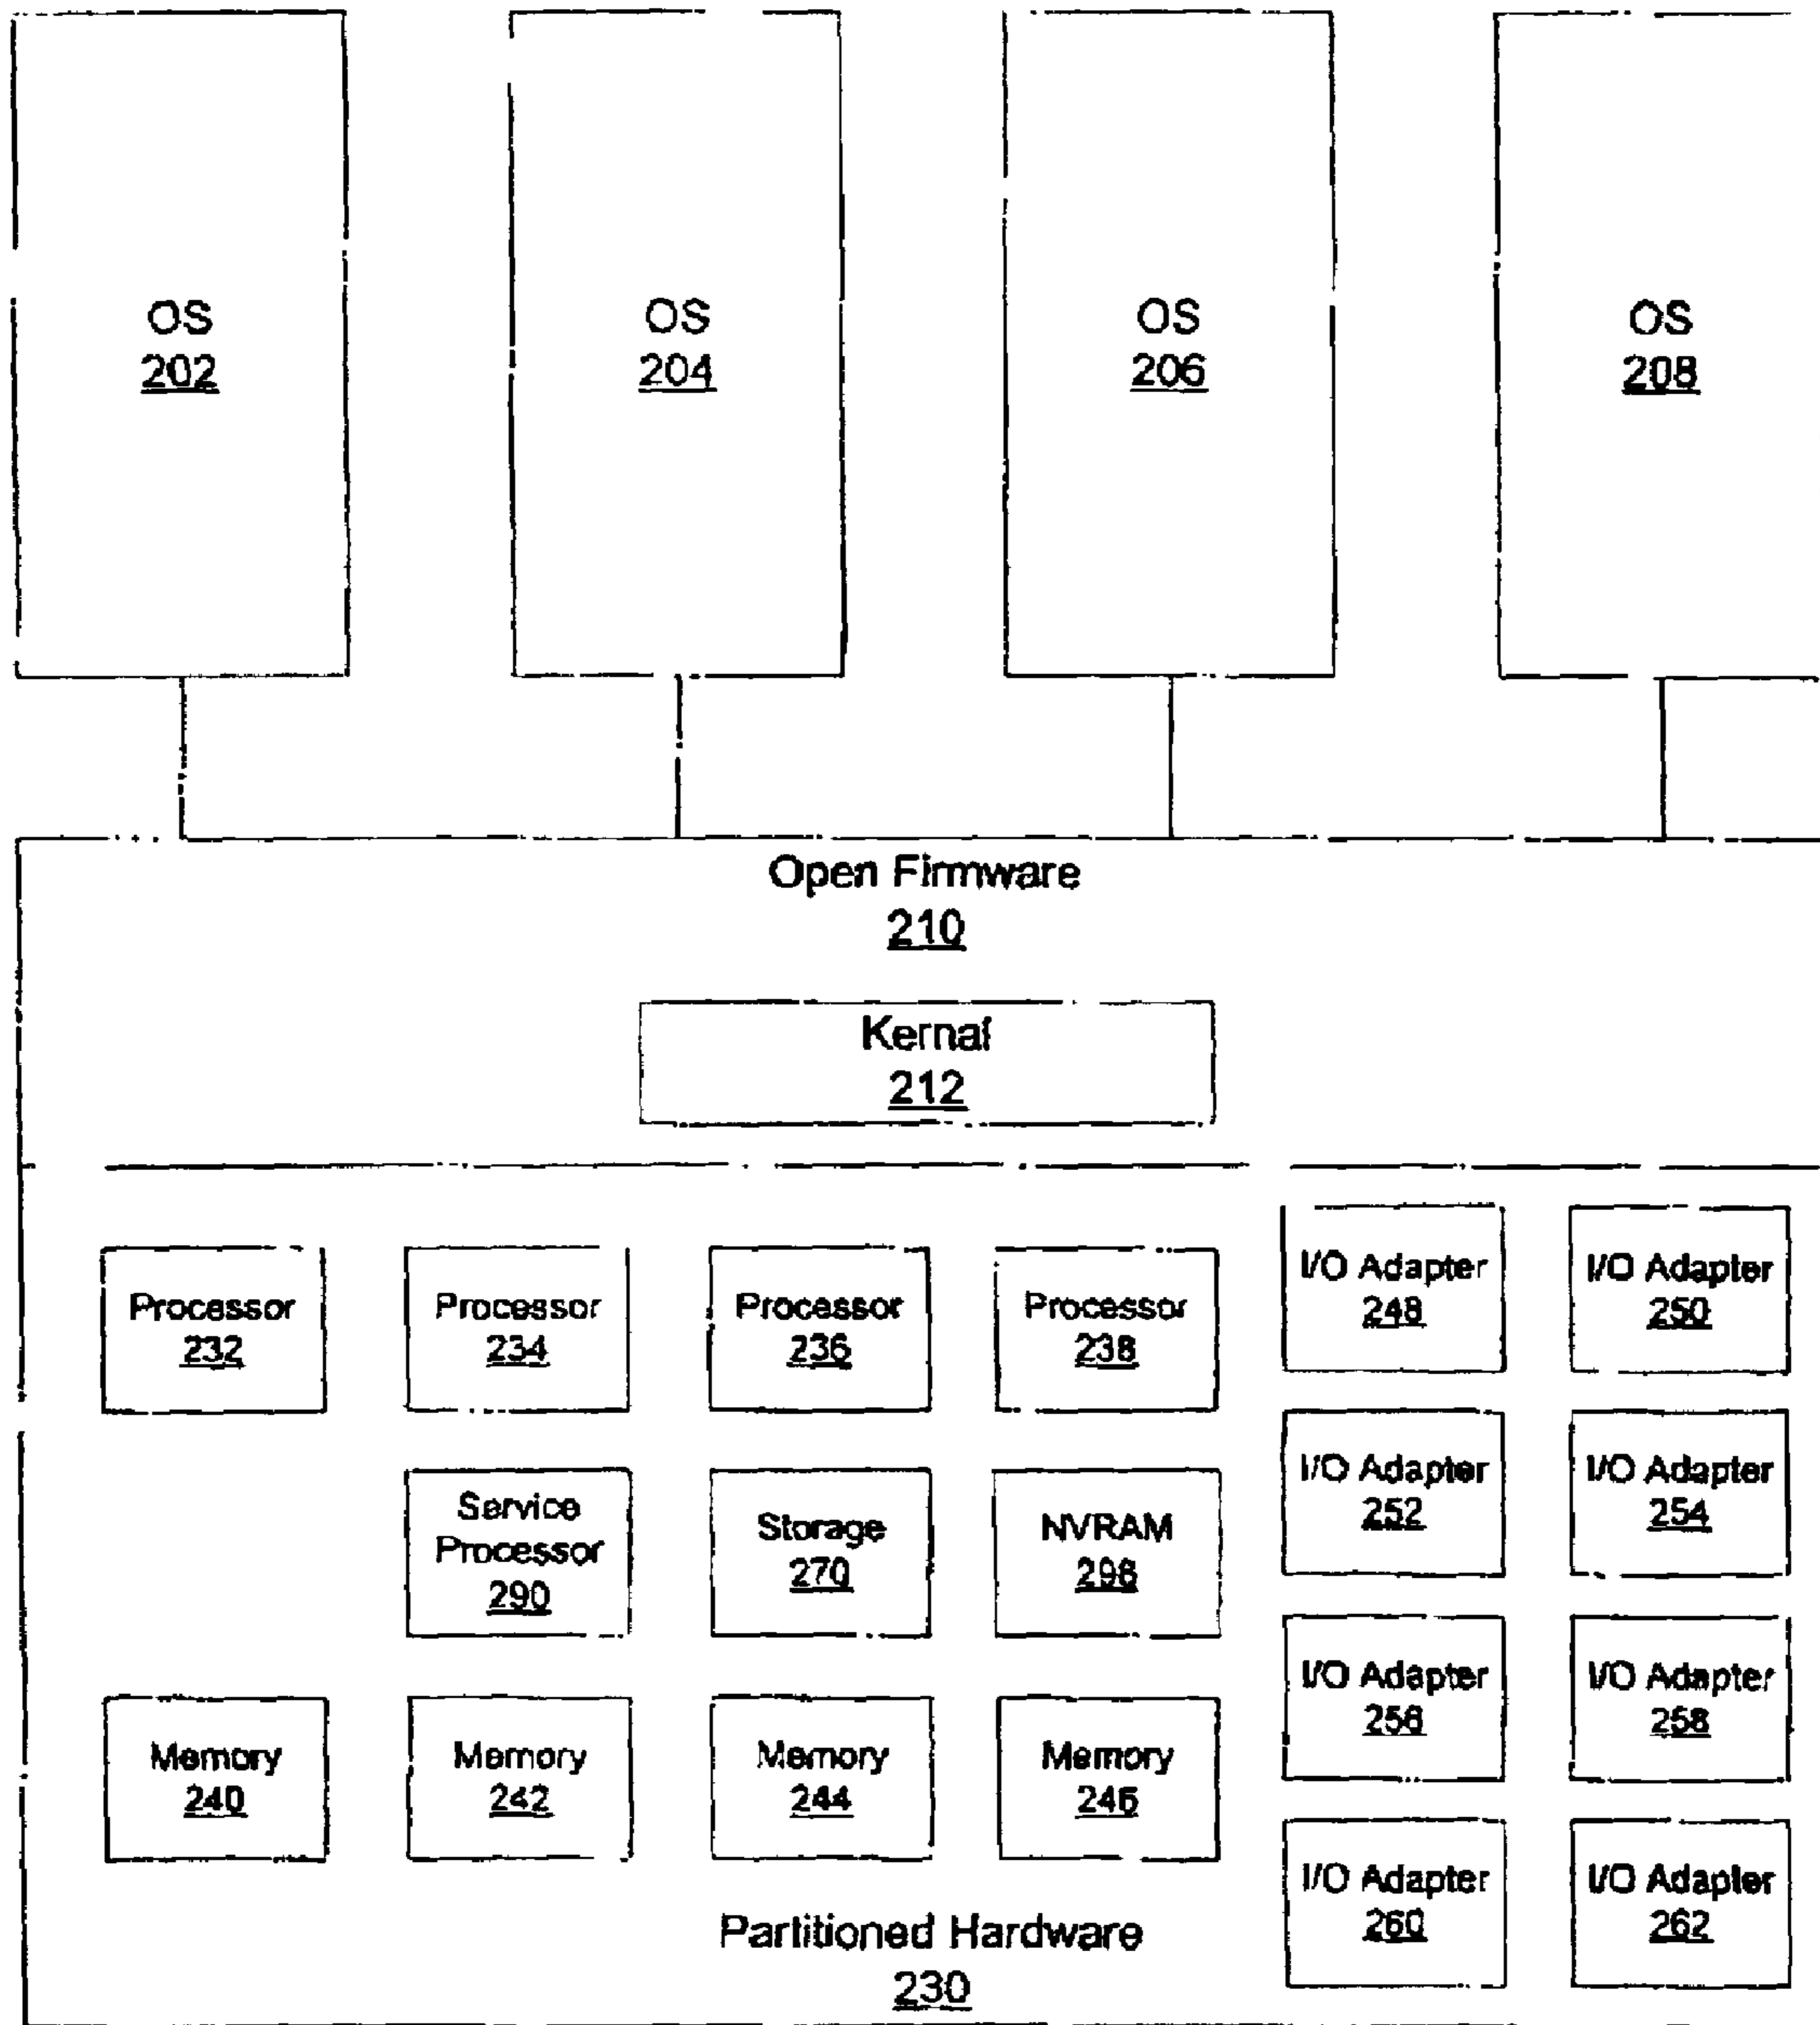 OS
202
OS
204
OS
206
OS
208
Open Firmware
210
Kernal
212
Processor
232
Processor
234
Processor
236
Processor
238
I/O Adapter
248
I/O Adapter
250
Service
Processor
290
Storage
270
NVRAM
298
I/O Adapter
252
I/O Adapter
254
I/O Adapter
256
I/O Adapter
258
Memory
240
Memory
242
Memory
244
Memory
246
I/O Adapter
260
I/O Adapter
262
Partitioned Hardware
230